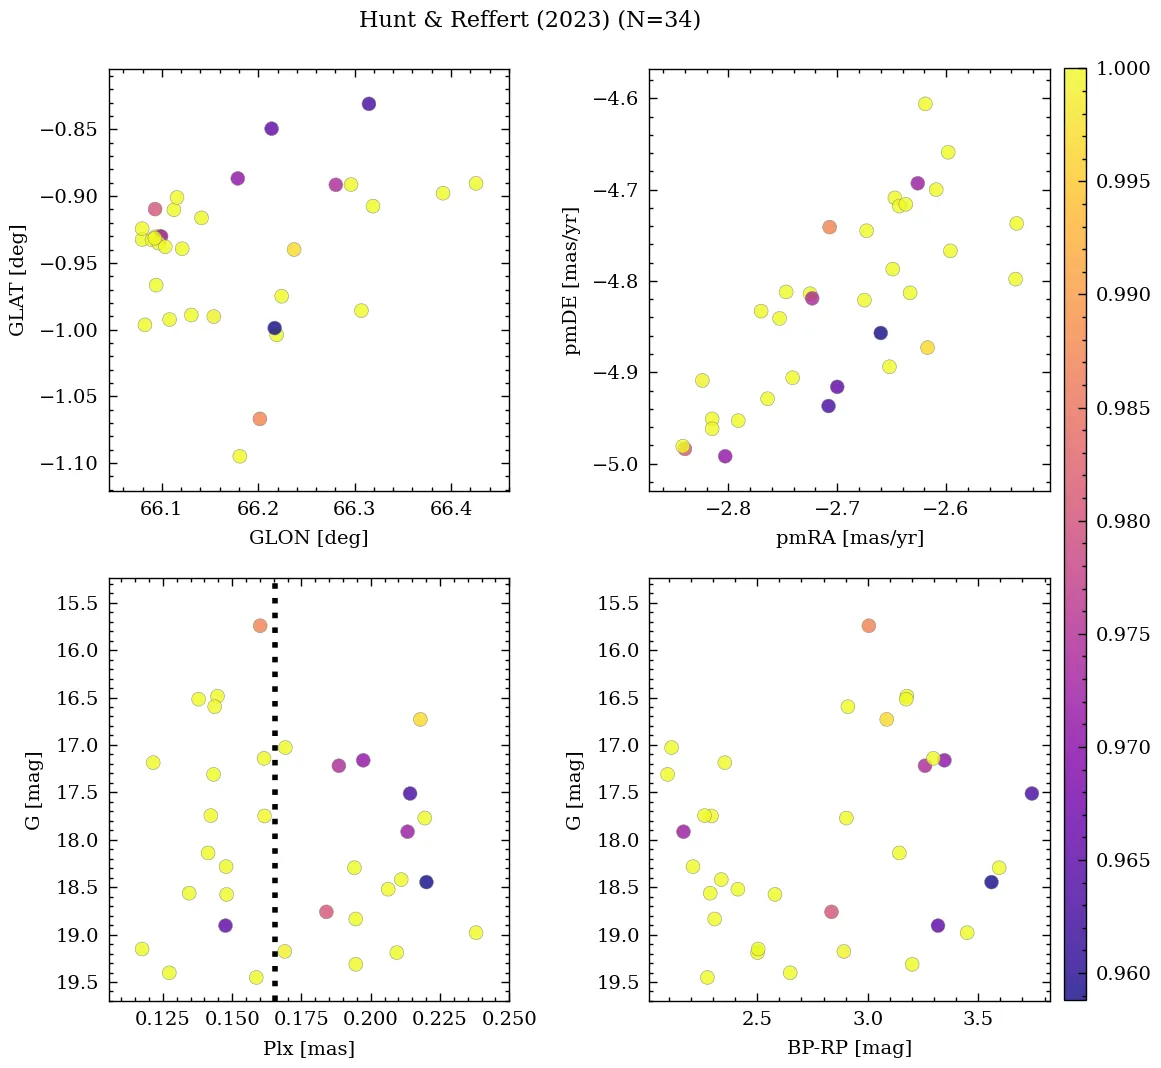 Hunt & Reffert (2023) (N=34)
−0.85
−0.90
−0.95
−1.00
−1.05
−1.10
GLAT [deg]
66.1 66.2 66.3 66.4
GLON [deg]
−4.6
−4.7
−4.8
−4.9
−5.0
pmDE [mas/yr]
−2.8 −2.7 −2.6
pmRA [mas/yr]
15.5
16.0
16.5
17.0
17.5
18.0
18.5
19.0
19.5
G [mag]
0.125 0.150 0.175 0.200 0.225 0.250
Plx [mas]
15.5
16.0
16.5
17.0
17.5
18.0
18.5
19.0
19.5
G [mag]
2.5 3.0 3.5
BP-RP [mag]
1.000
0.995
0.990
0.985
0.980
0.975
0.970
0.965
0.960